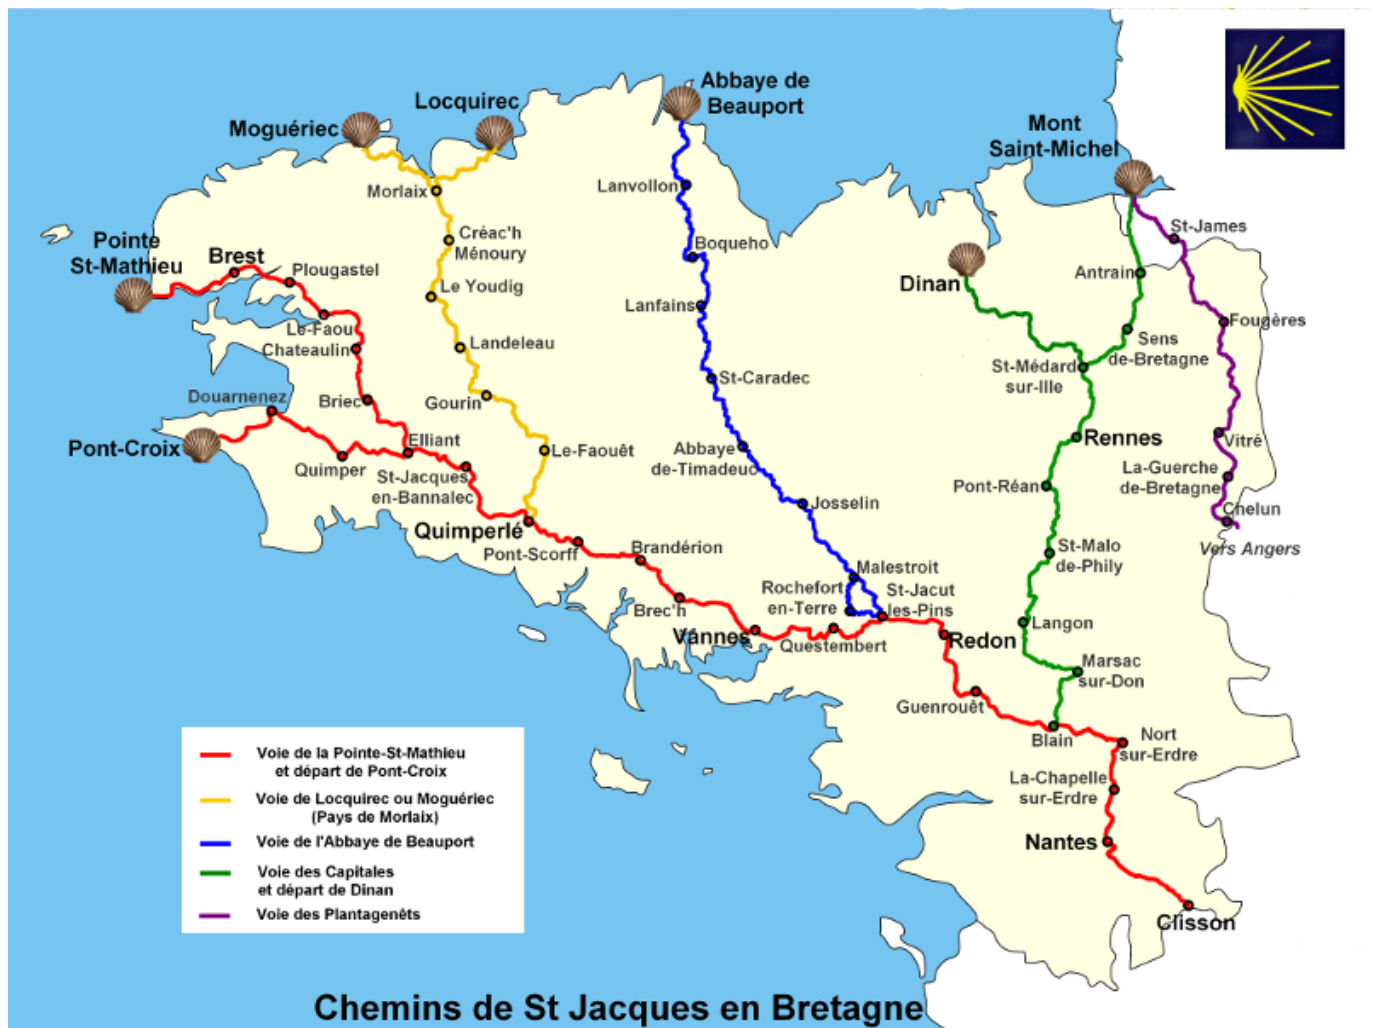 Abbaye de
Beauport
Locquirec
Moguériec
Mont
Saint-Michel
Morlaix
Lanvollon
St-James
Pointe
St-Mathieu
Brest
Créac'h
Ménoury
Boqueho
Plougastel
Antrain
Dinan
Le Youdig
Lanfains
Fougères
Le-Faou
Chateaulin
Landeleau
Sens
de-Bretagne
St-Médard
sur-Ille
St-Caradec
Douarnenez
Briec
Gourin
Pont-Croix
Elliant
Le-Faouêt
Abbaye
de-Timadeuc
Rennes
Vitré
Quimper
St-Jacques
en-Bannalec
La-Guerche
de-Bretagne
Pont-Réan
Josselin
Chelun
Quimperlé
Vers Angers
Pont-Scorff
Brandérion
St-Malo
de-Phily
Malestroit
Rochefort
en-Terre
St-Jacut
les-Pins
Brec'h
Langon
Vannes
Questembert
Redon
Marsac
sur-Don
Guenrouêt
Blain
Nort
sur-Erdre
La-Chapelle
sur-Erdre
Nantes
Clisson
Voie de la Pointe-St-Mathieu
et départ de Pont-Croix
Voie de Locquirec ou Moguériec
(Pays de Morlaix)
Voie de l'Abbaye de Beauport
Voie des Capitales
et départ de Dinan
Voie des Plantagenêts
Chemins de St Jacques en Bretagne